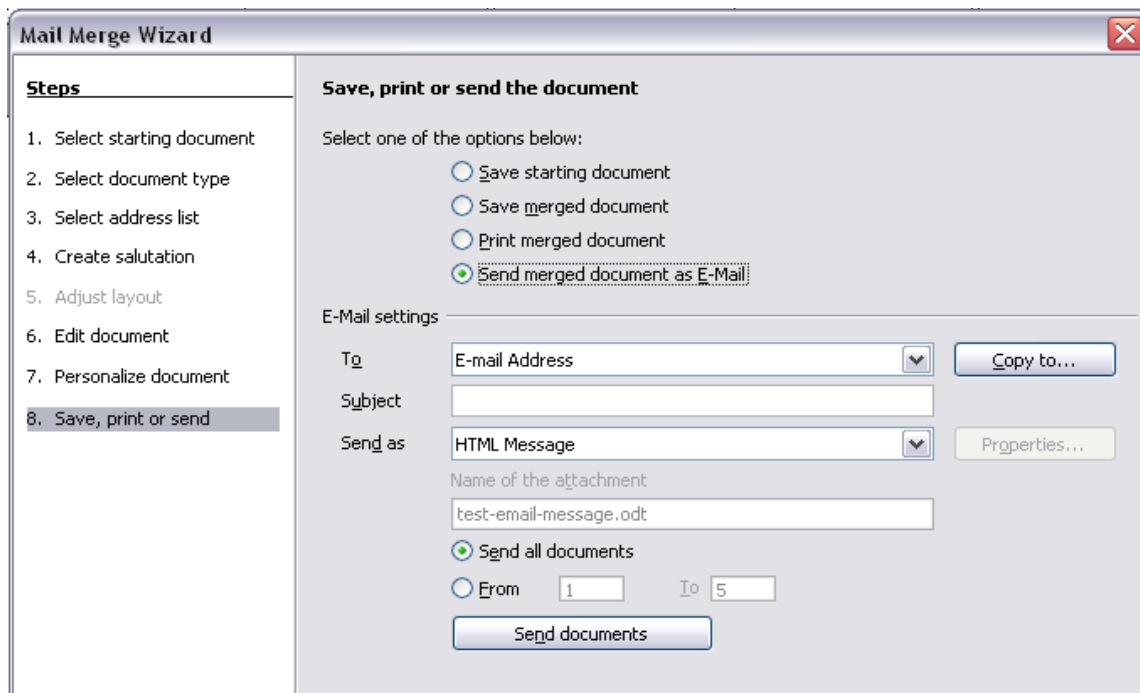 Mail Merge Wizard
Steps
1. Select starting document
2. Select document type
3. Select address list
4. Create salutation
5. Adjust layout
6. Edit document
7. Personalize document
8. Save, print or send
Save, print or send the document
Select one of the options below:
Save starting document
Save merged document
Print merged document
Send merged document as E-Mail
E-Mail settings
To E-mail Address Copy to...
Subject
Send as HTML Message Properties...
Name of the attachment
test-email-message.odt
Send all documents
From 1 To 5
Send documents